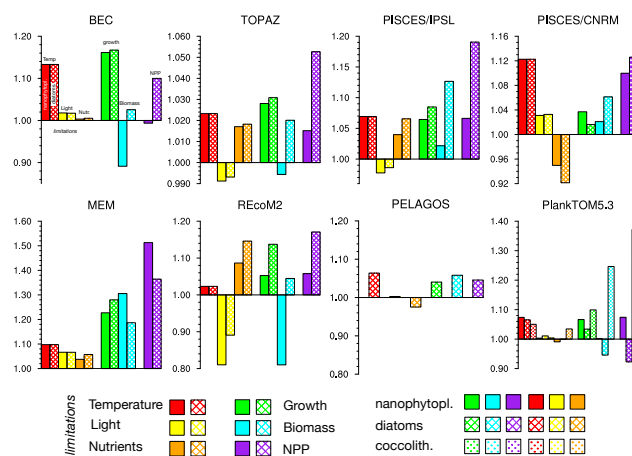 BEC
TOPAZ
PISCES/IPSL
PISCES/CNRM
1.20
1.10
1.00
0.90
Temp
nanophytopl.
Light
Nutr.
limitations
growth
Biomass
NPP
1.060
1.040
1.020
1.000
0.990
1.20
1.15
1.10
1.05
1.00
1.16
1.12
1.08
1.04
1.00
0.96
0.92
MEM
REcoM2
PELAGOS
PlankTOM5.3
1.60
1.50
1.40
1.30
1.20
1.10
1.00
1.20
1.10
1.00
0.90
0.80
1.20
1.10
1.00
0.90
0.80
1.40
1.30
1.20
1.10
1.00
0.90
limitations
Temperature
Growth
nanophytopl.
Light
Biomass
diatoms
Nutrients
NPP
coccolith.